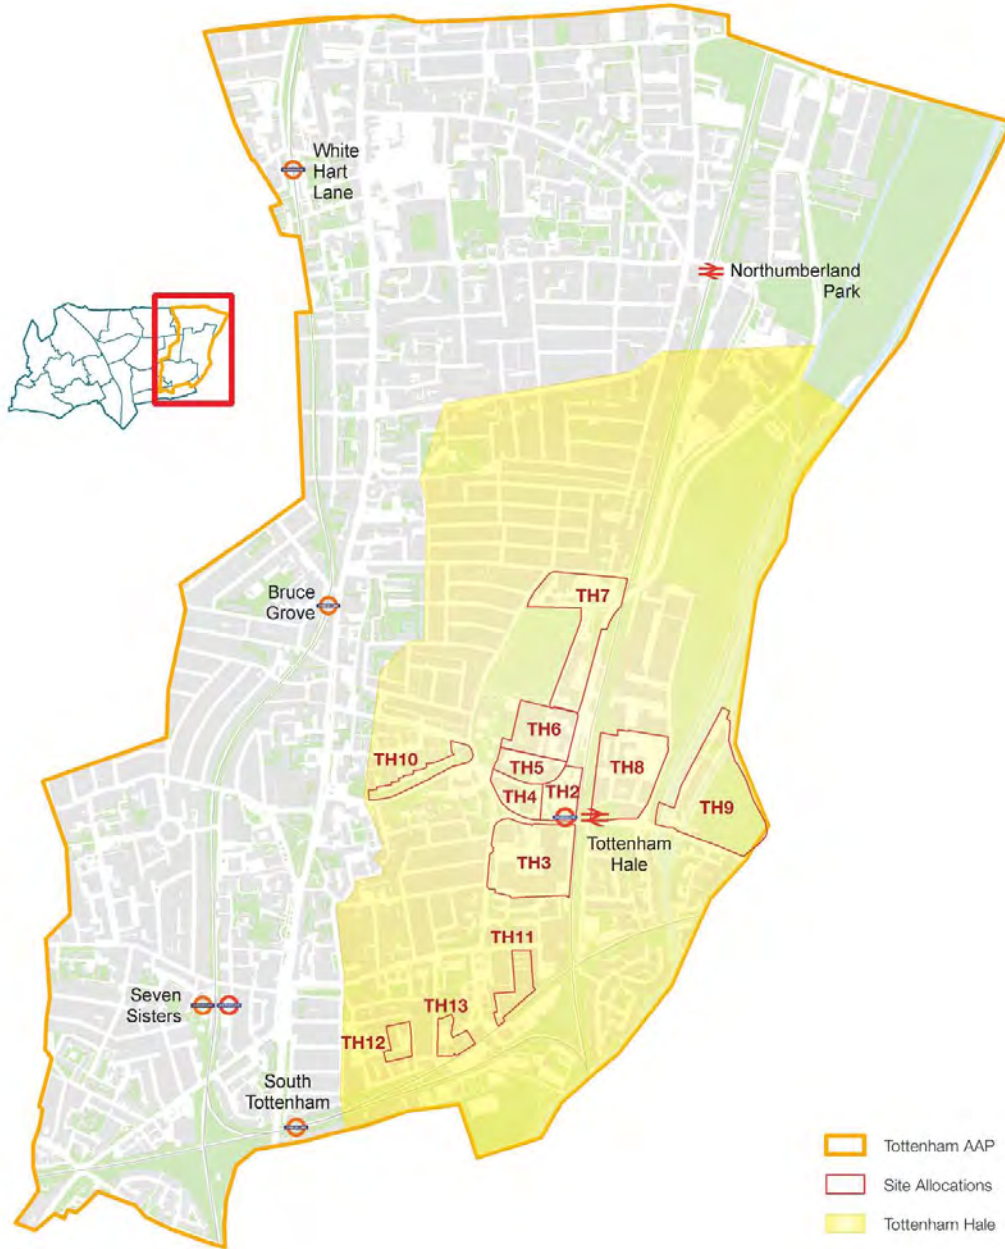 White
Hart
Lane
Northumberland
Park
Bruce
Grove
TH7
TH6
TH10
TH5
TH8
TH4
TH2
TH9
Tottenham
Hale
TH3
TH11
Seven
Sisters
TH13
TH12
South
Tottenham
Tottenham AAP
Site Allocations
Tottenham Hale